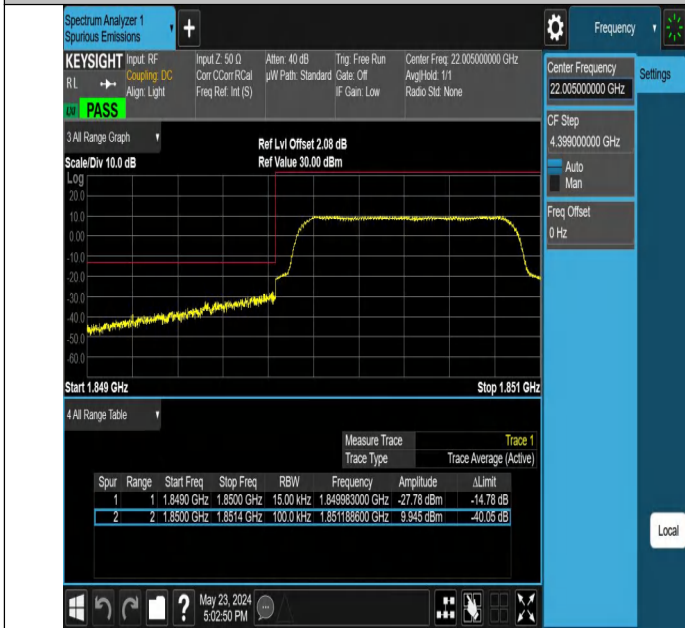 Spectrum Analyzer 1
Spurious Emissions
+
Frequency
KEYSIGHT Input: RF Input Z: 50 Ω Atten: 40 dB Trig: Free Run Center Freq: 22.005000000 GHz
RL Coupling: DC Corr CCorr RCal µW Path: Standard Gate: Off Avg|Hold: 1/1
Align: Light Freq Ref: Int (S) IF Gain: Low Radio Std: None
PASS
Center Frequency
22.005000000 GHz
Settings
CF Step
4.399000000 GHz
Auto
Man
Freq Offset
0 Hz
3 All Range Graph
Ref Lvl Offset 2.08 dB
Scale/Div 10.0 dB Ref Value 30.00 dBm
Log
20.0
10.0
0.00
-10.0
-20.0
-30.0
-40.0
-50.0
-60.0
Start 1.849 GHz Stop 1.851 GHz
4 All Range Table
Measure Trace Trace 1
Trace Type Trace Average (Active)
Spur Range Start Freq Stop Freq RBW Frequency Amplitude ΔLimit
1 1 1.8490 GHz 1.8500 GHz 15.00 kHz 1.849983000 GHz -27.78 dBm -14.78 dB
2 2 1.8500 GHz 1.8514 GHz 100.0 kHz 1.851188600 GHz 9.945 dBm -40.05 dB
Local
? May 23, 2024
5:02:50 PM